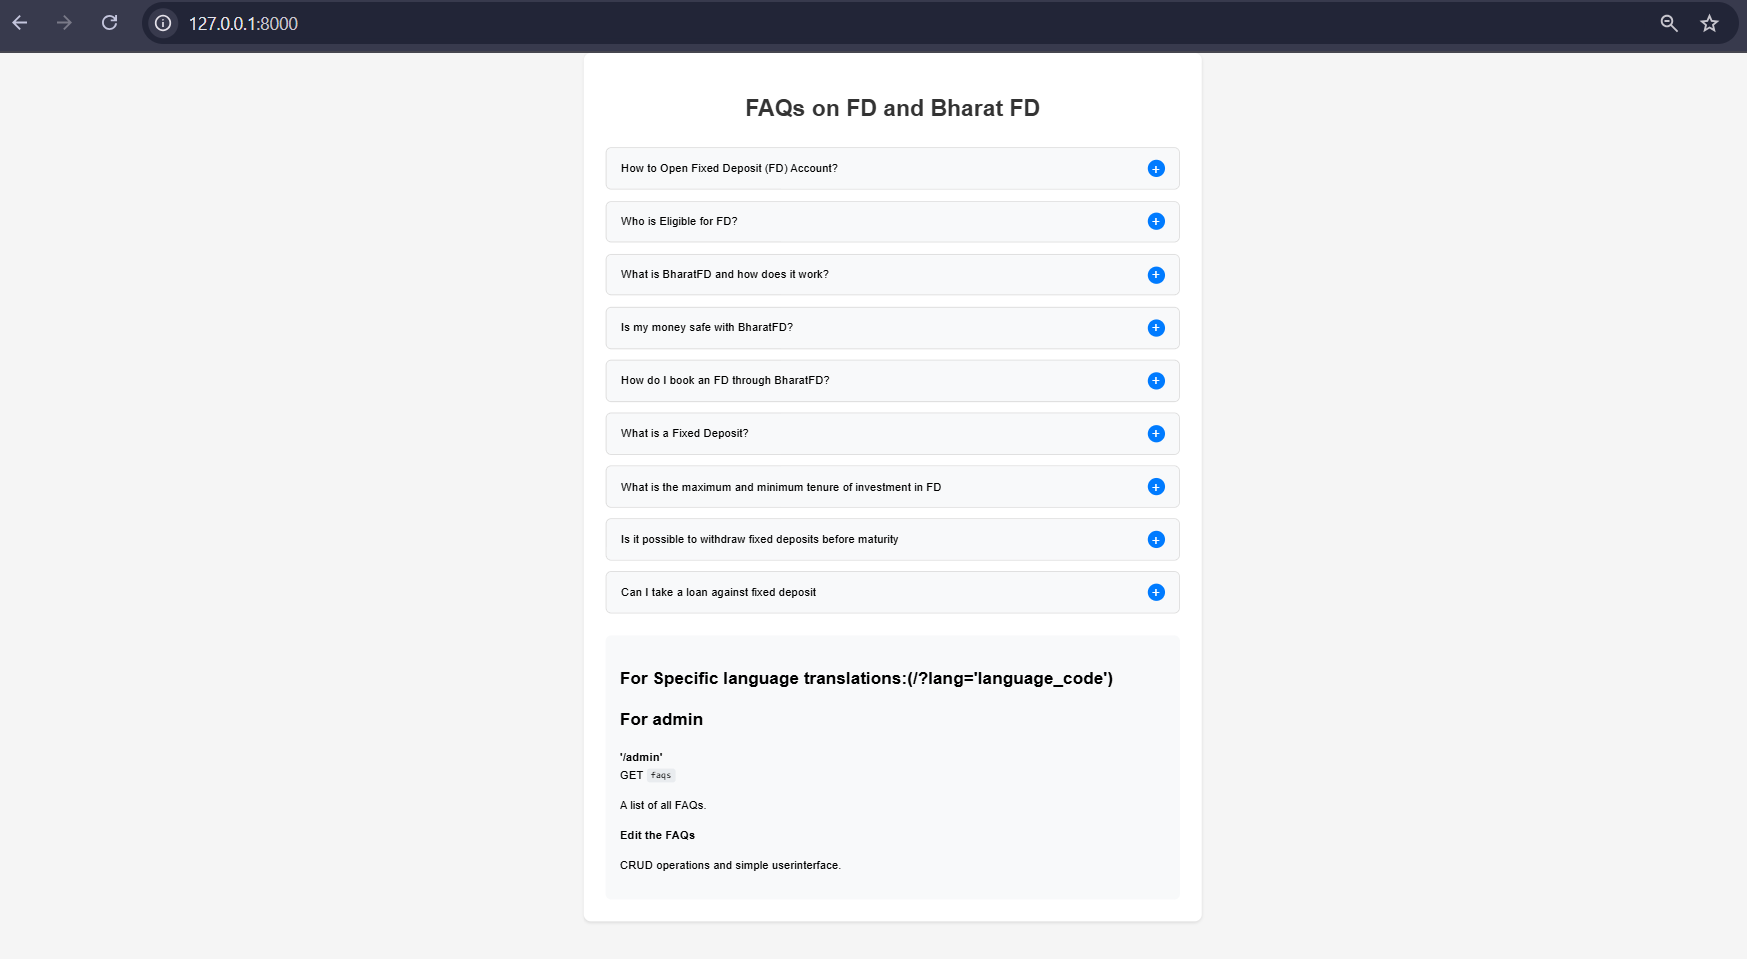 127.0.0.1:8000
FAQs on FD and Bharat FD
How to Open Fixed Deposit (FD) Account?
Who is Eligible for FD?
What is BharatFD and how does it work?
Is my money safe with BharatFD?
How do I book an FD through BharatFD?
What is a Fixed Deposit?
What is the maximum and minimum tenure of investment in FD
Is it possible to withdraw fixed deposits before maturity
Can I take a loan against fixed deposit
For Specific language translations:(/?lang='language_code')
For admin
'/admin'
GET faqs
A list of all FAQs.
Edit the FAQs
CRUD operations and simple userinterface.